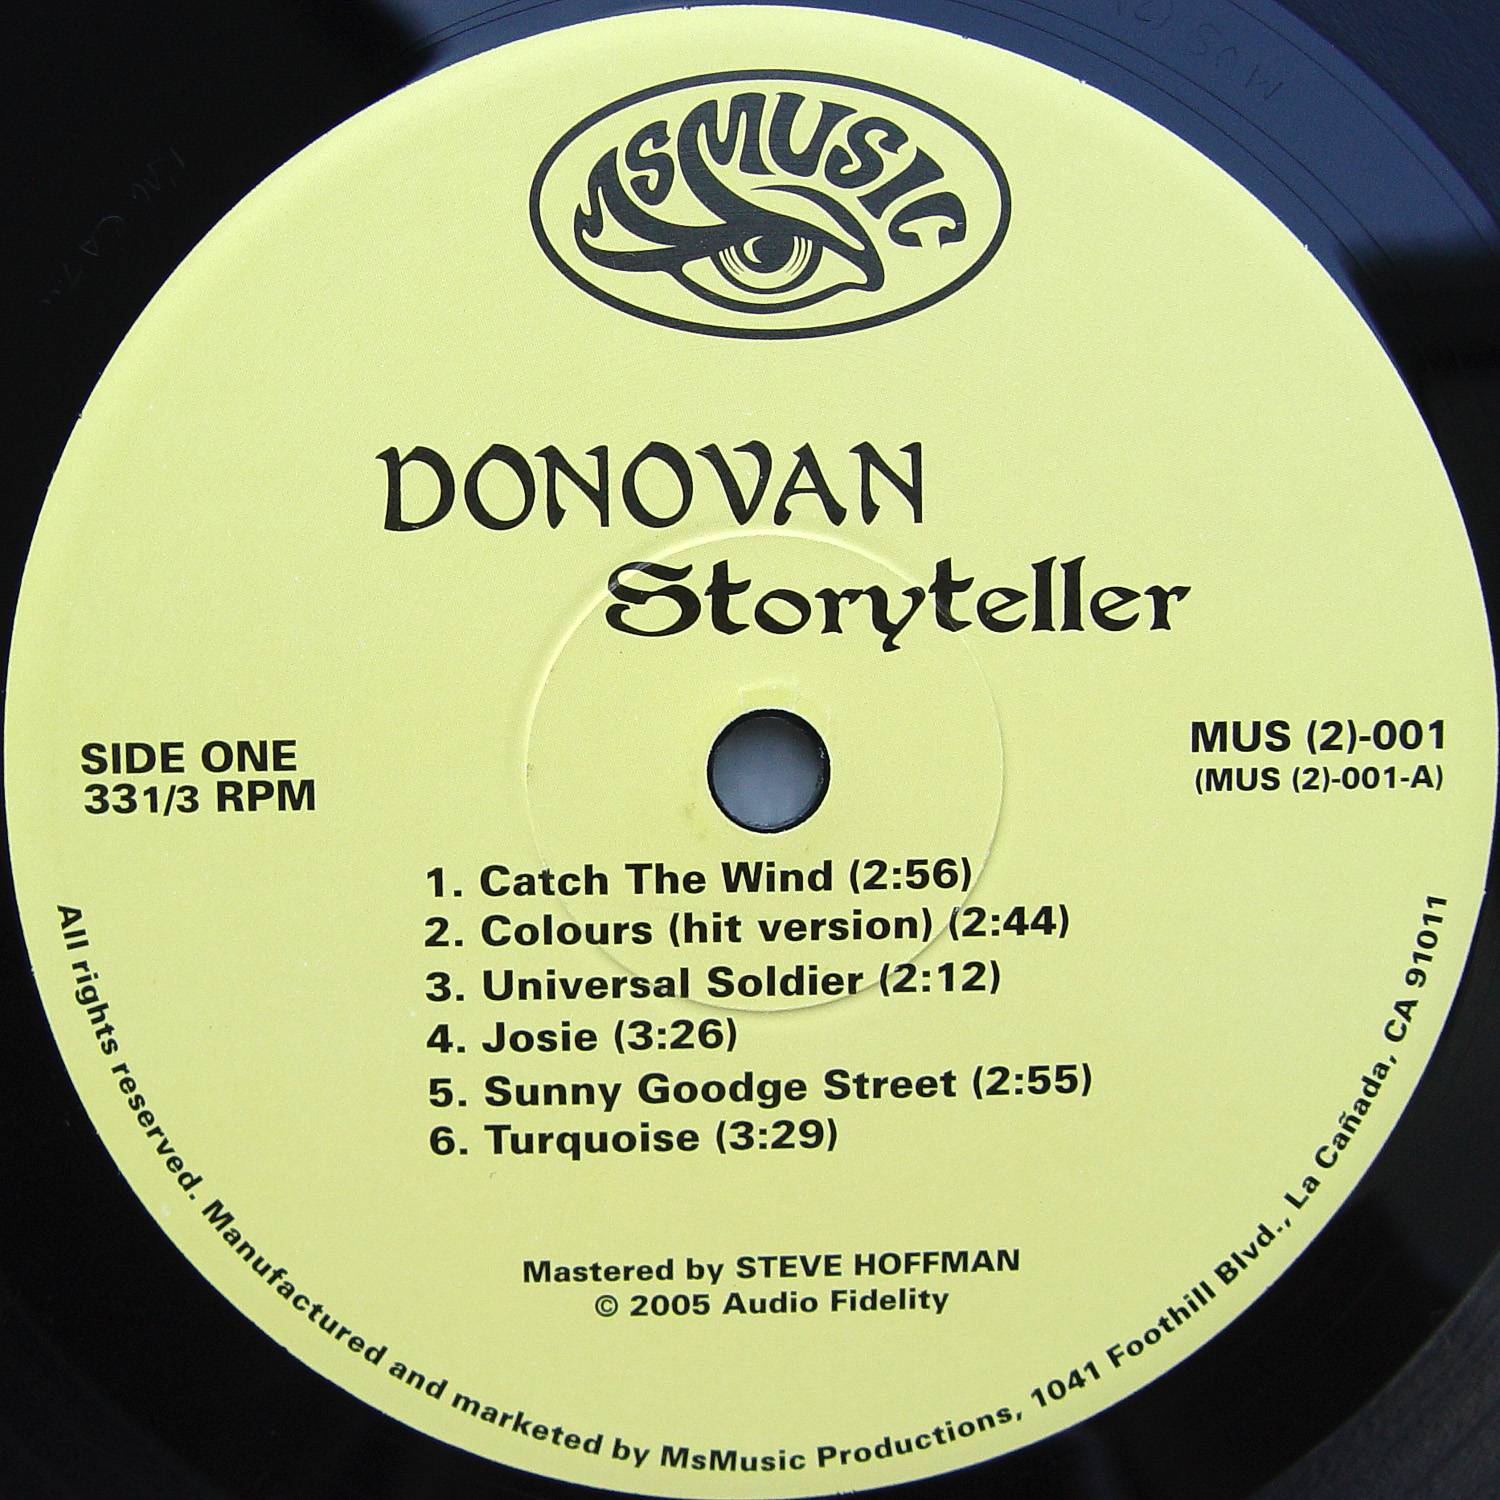 MSMUSIC
DONOVAN
Storyteller
SIDE ONE
331/3 RPM
MUS (2)-001
(MUS (2)-001-A)
1. Catch The Wind (2:56)
2. Colours (hit version) (2:44)
3. Universal Soldier (2:12)
4. Josie (3:26)
5. Sunny Goodge Street (2:55)
6. Turquoise (3:29)
Mastered by STEVE HOFFMAN
© 2005 Audio Fidelity
All rights reserved. Manufactured and marketed by MsMusic Productions, 1041 Foothill Blvd., La Cañada, CA 91011